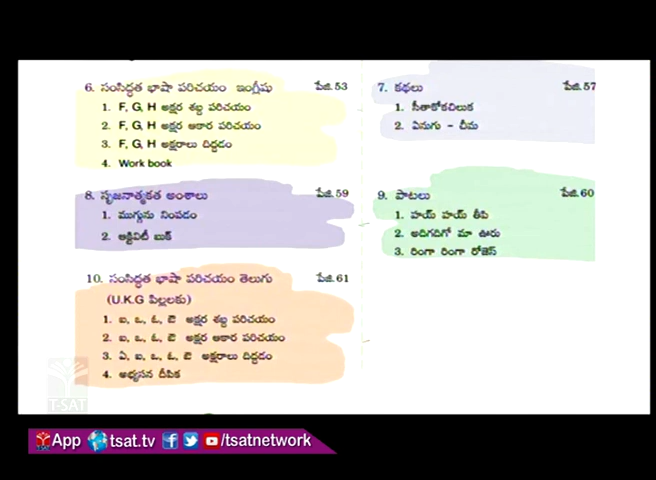 6. సంసిద్ధత భాషా పరిచయం ఇంగ్లీషు పేజి.53
1. F, G, H అక్షర శబ్ద పరిచయం
2. F, G, H అక్షర ఆకార పరిచయం
3. F, G, H అక్షరాలు దిద్దడం
4. Work book
7. కథలు పేజి.57
1. సీతాకోకచిలుక
2. ఏనుగు - చీమ
8. సృజనాత్మకత అంశాలు పేజి.59
1. ముగ్గును నింపడం
2. ఆక్టివిటీ బుక్
9. పాటలు పేజి.60
1. హయ్ హయ్ తీపి
2. అదిగదిగో మా ఊరు
3. రింగా రింగా రోజెస్
10. సంసిద్ధత భాషా పరిచయం తెలుగు పేజి.61
(U.K.G పిల్లలకు)
1. ఐ, ఒ, ఓ, ఔ అక్షర శబ్ద పరిచయం
2. ఐ, ఒ, ఓ, ఔ అక్షర ఆకార పరిచయం
3. ఏ, ఐ, ఒ, ఓ, ఔ అక్షరాలు దిద్దడం
4. అభ్యసన దీపిక
T-SAT
App tsat.tv /tsatnetwork